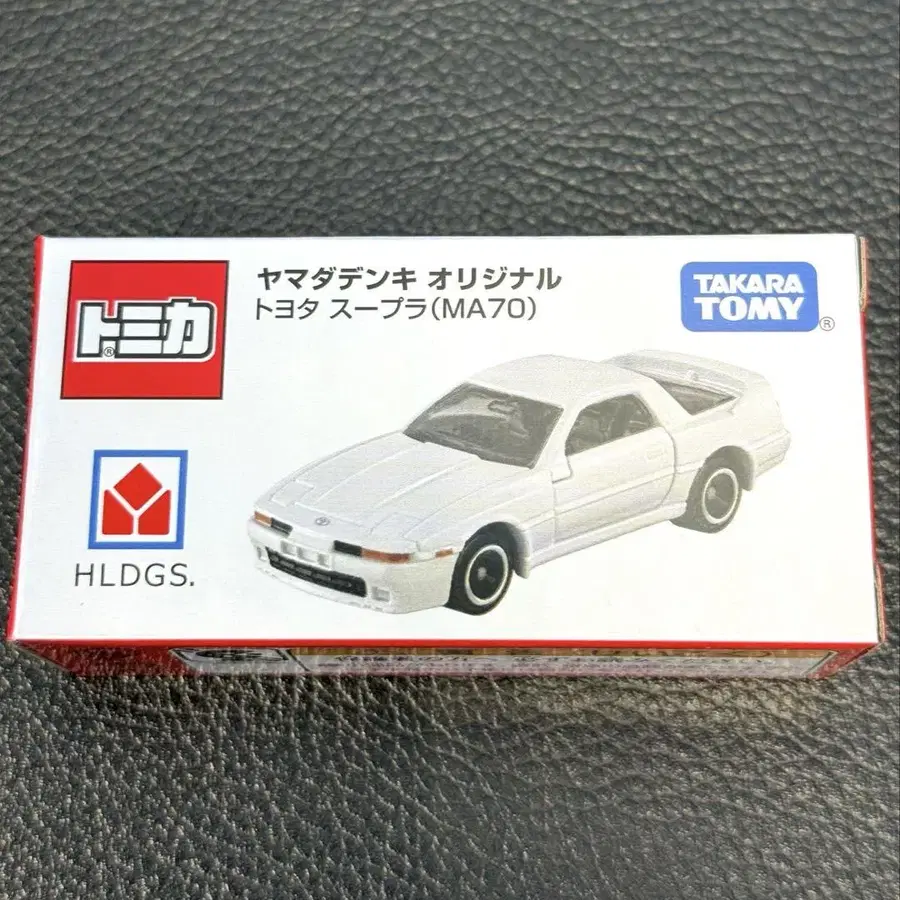 トミカ
®
ヤマダデンキ オリジナル
トヨタ スープラ(MA70)
TAKARA
TOMY
®
HLDGS.